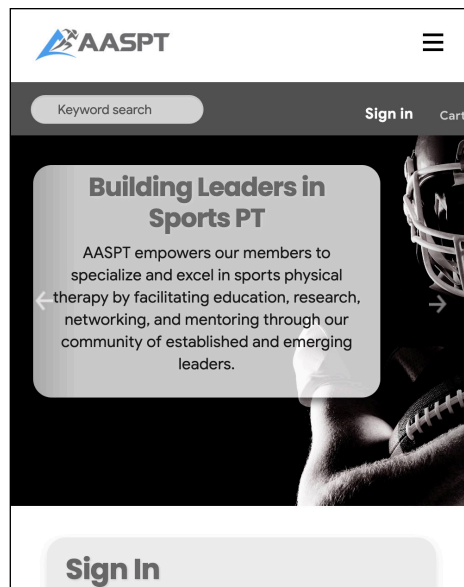 AASPT
Keyword search
Sign in
Cart
Building Leaders in
Sports PT
AASPT empowers our members to
specialize and excel in sports physical
therapy by facilitating education, research,
networking, and mentoring through our
community of established and emerging
leaders.
Sign In